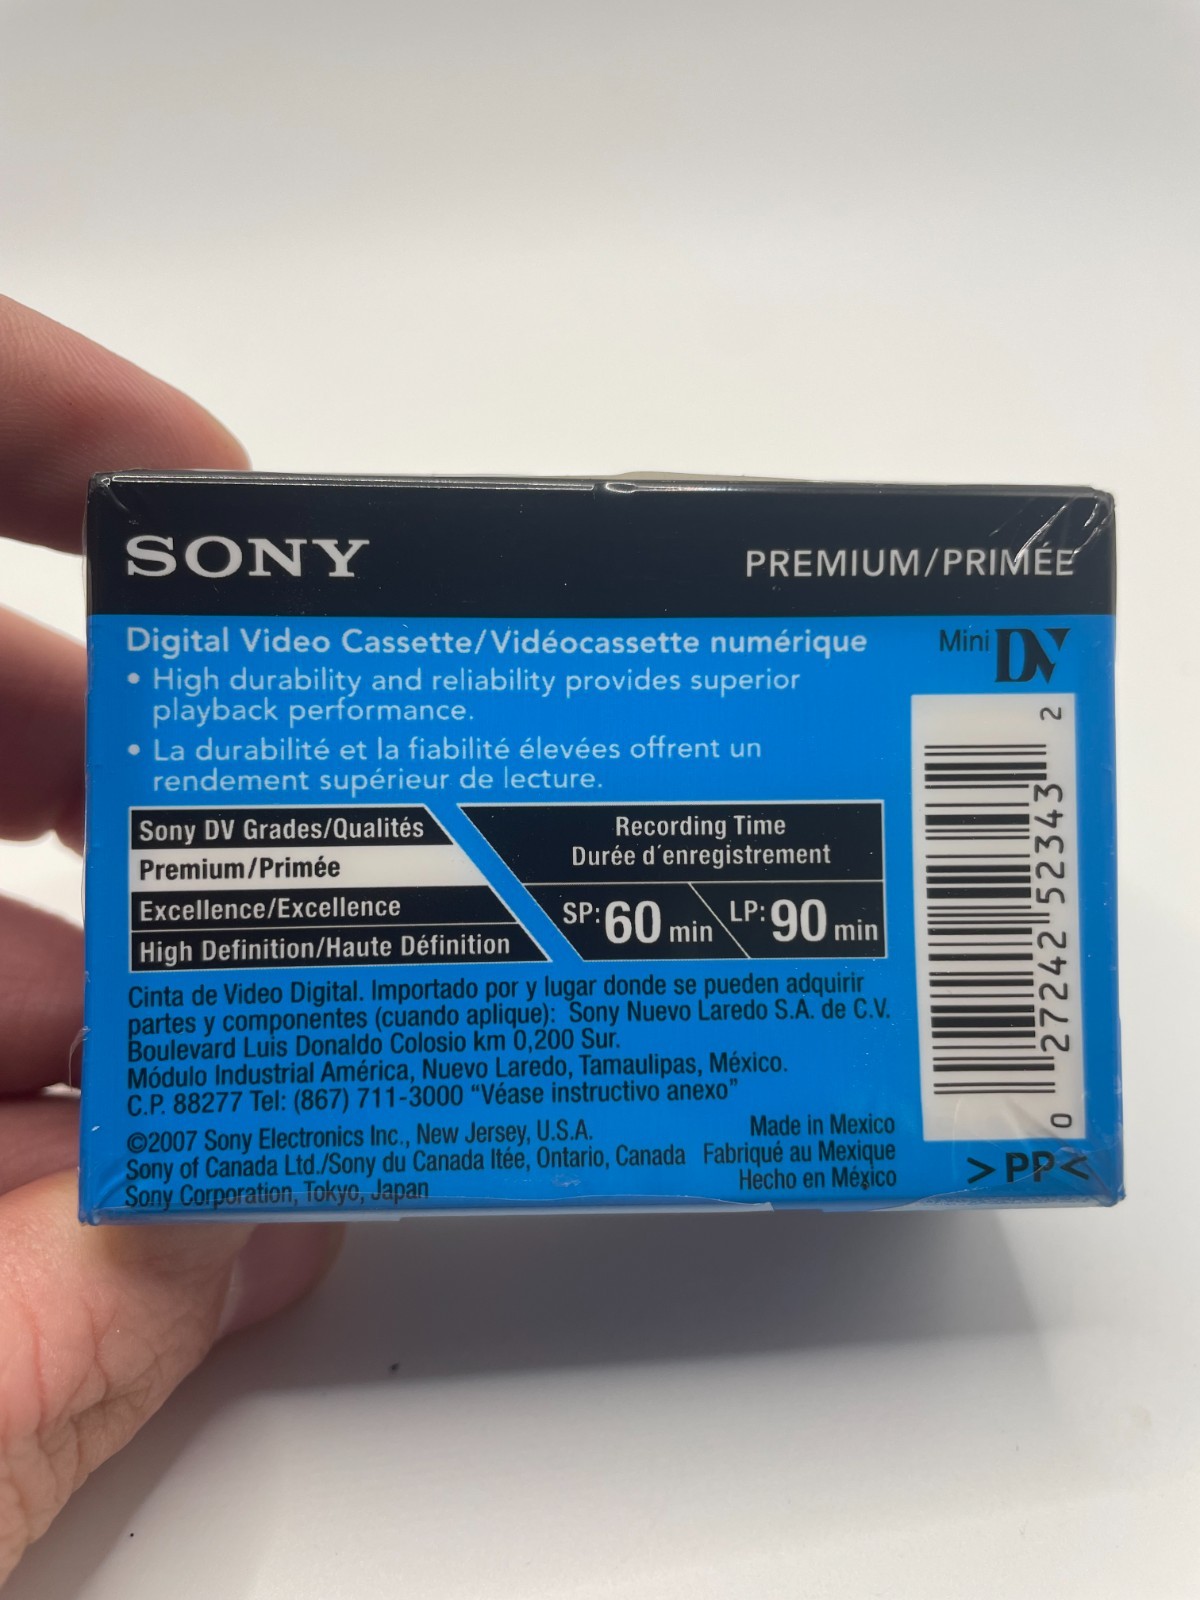 SONY
PREMIUM/PRIMÉE
Digital Video Cassette/Vidéocassette numérique
Mini DV
• High durability and reliability provides superior
playback performance.
• La durabilité et la fiabilité élevées offrent un
rendement supérieur de lecture.
Sony DV Grades/Qualités
Premium/Primée
Excellence/Excellence
High Definition/Haute Définition
Recording Time
Durée d'enregistrement
SP: 60 min LP: 90 min
Cinta de Video Digital. Importado por y lugar donde se pueden adquirir
partes y componentes (cuando aplique): Sony Nuevo Laredo S.A. de C.V.
Boulevard Luis Donaldo Colosio km 0,200 Sur.
Módulo Industrial América, Nuevo Laredo, Tamaulipas, México.
C.P. 88277 Tel: (867) 711-3000 “Véase instructivo anexo”
©2007 Sony Electronics Inc., New Jersey, U.S.A.
Sony of Canada Ltd./Sony du Canada ltée, Ontario, Canada
Sony Corporation, Tokyo, Japan
Made in Mexico
Fabriqué au Mexique
Hecho en México
0 27242 52343 2
>PP<